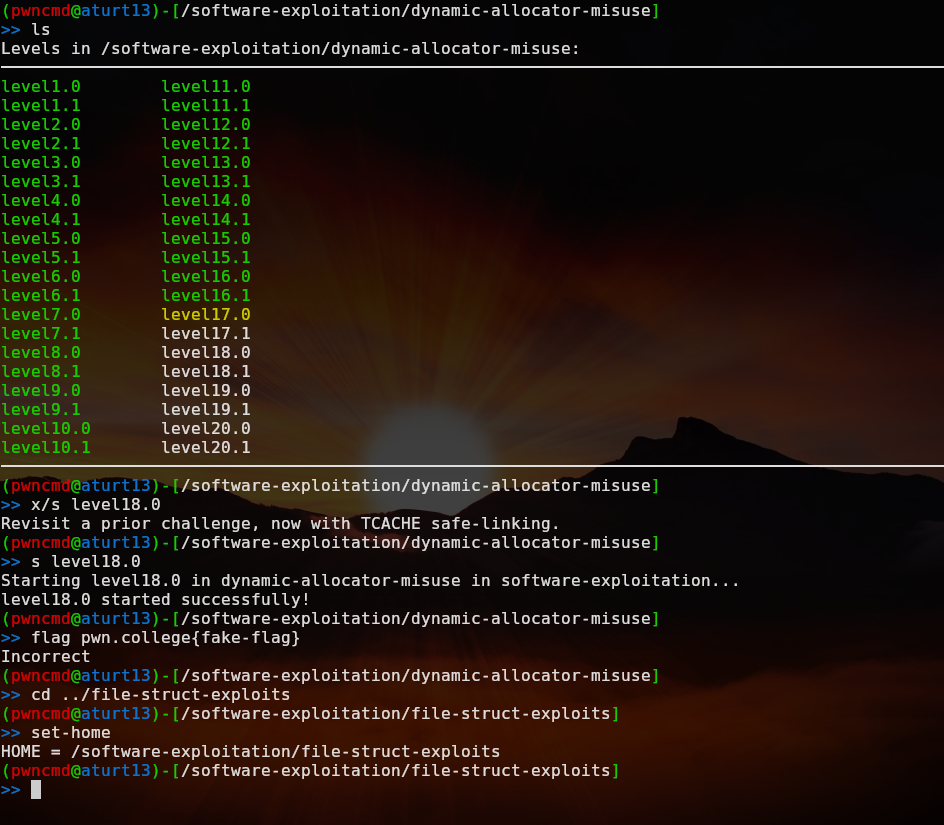 (pwncmd@aturt13)-[/software-exploitation/dynamic-allocator-misuse]
>> ls
Levels in /software-exploitation/dynamic-allocator-misuse:
level1.0 level11.0
level1.1 level11.1
level2.0 level12.0
level2.1 level12.1
level3.0 level13.0
level3.1 level13.1
level4.0 level14.0
level4.1 level14.1
level5.0 level15.0
level5.1 level15.1
level6.0 level16.0
level6.1 level16.1
level7.0 level17.0
level7.1 level17.1
level8.0 level18.0
level8.1 level18.1
level9.0 level19.0
level9.1 level19.1
level10.0 level20.0
level10.1 level20.1
(pwncmd@aturt13)-[/software-exploitation/dynamic-allocator-misuse]
>> x/s level18.0
Revisit a prior challenge, now with TCACHE safe-linking.
(pwncmd@aturt13)-[/software-exploitation/dynamic-allocator-misuse]
>> s level18.0
Starting level18.0 in dynamic-allocator-misuse in software-exploitation...
level18.0 started successfully!
(pwncmd@aturt13)-[/software-exploitation/dynamic-allocator-misuse]
>> flag pwn.college{fake-flag}
Incorrect
(pwncmd@aturt13)-[/software-exploitation/dynamic-allocator-misuse]
>> cd ../file-struct-exploits
(pwncmd@aturt13)-[/software-exploitation/file-struct-exploits]
>> set-home
HOME = /software-exploitation/file-struct-exploits
(pwncmd@aturt13)-[/software-exploitation/file-struct-exploits]
>>